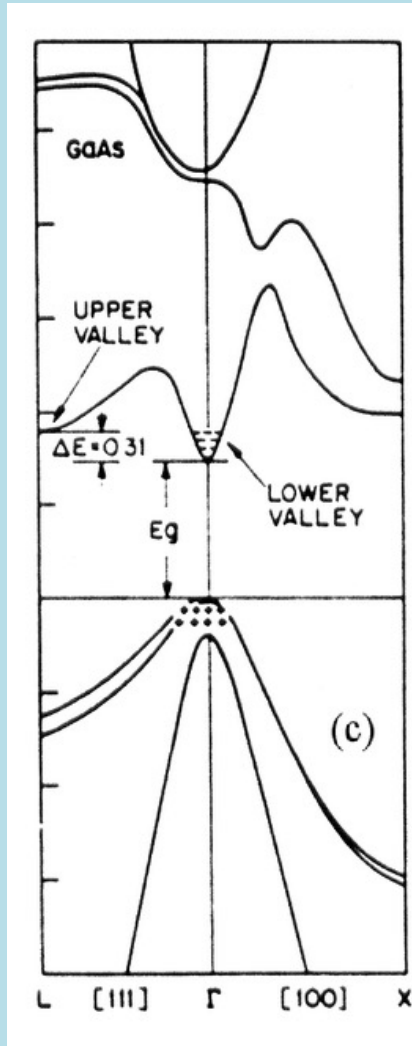 GaAs
UPPER
VALLEY
ΔE = 0.31
LOWER
VALLEY
Eg
(c)
L [111] Γ [100] X